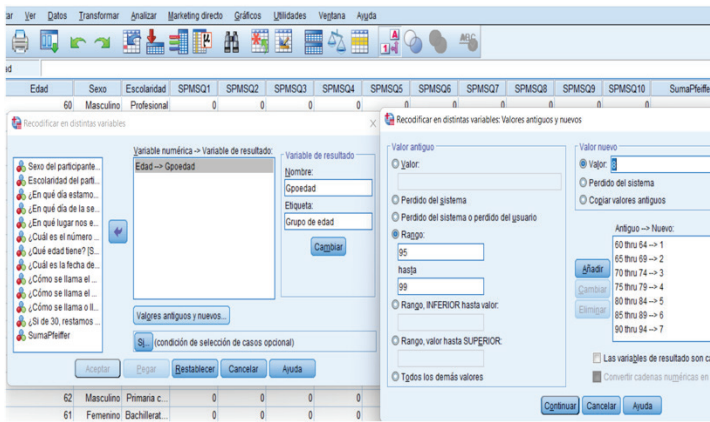 Ver Datos Transformar Analizar Marketing directo Gráficos Utilidades Ventana Ayuda
Edad Sexo Escolaridad SPMSQ1 SPMSQ2 SPMSQ3 SPMSQ4 SPMSQ5 SPMSQ6 SPMSQ7 SPMSQ8 SPMSQ9 SPMSQ10 SumaPfeiffe
60 Masculino Profesional 0 0 0 0 0 0 0 0 0 0
Recodificar en distintas variables
Variable numérica -> Variable de resultado:
Edad --> Gpoedad
Sexo del participante...
Escolaridad del parti...
¿En qué día estamo...
¿En qué día de la se...
¿En qué lugar nos e...
¿Cuál es el número ...
¿Qué edad tiene? [S...
¿Cuál es la fecha de...
¿Cómo se llama el ...
¿Cómo se llama el ...
¿Cómo se llama o ll...
¿Si de 30, restamos ...
SumaPfeiffer
Variable de resultado
Nombre:
Gpoedad
Etiqueta:
Grupo de edad
Cambiar
Valores antiguos y nuevos...
Si... (condición de selección de casos opcional)
Aceptar Pegar Restablecer Cancelar Ayuda
Recodificar en distintas variables: Valores antiguos y nuevos
Valor antiguo
Valor:
Perdido del sistema
Perdido del sistema o perdido del usuario
Rango:
95
hasta
99
Rango, INFERIOR hasta valor:
Rango, valor hasta SUPERIOR:
Todos los demás valores
Valor nuevo
Valor: 8
Perdido del sistema
Copiar valores antiguos
Antiguo --> Nuevo:
60 thru 64 --> 1
65 thru 69 --> 2
70 thru 74 --> 3
75 thru 79 --> 4
80 thru 84 --> 5
85 thru 89 --> 6
90 thru 94 --> 7
Añadir
Cambiar
Eliminar
Las variables de resultado son ca
Convertir cadenas numéricas en
Continuar Cancelar Ayuda
62 Masculino Primaria c... 0 0 0 0
61 Femenino Bachillerat... 0 0 0 0